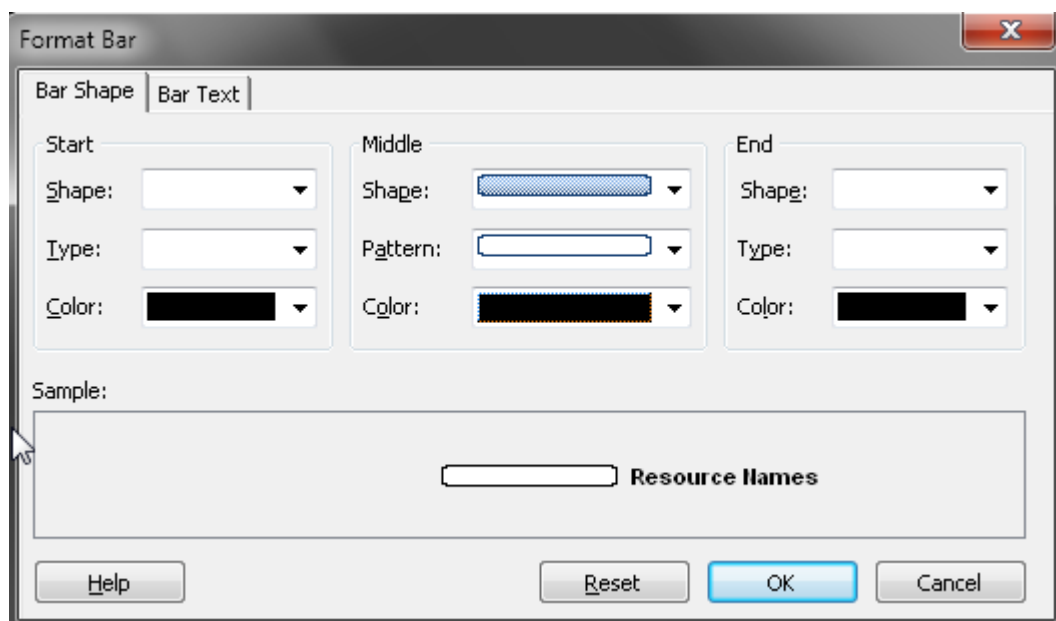 Format Bar
Bar Shape Bar Text
Start Middle End
Shape: Shape: Shape:
Type: Pattern: Type:
Color: Color: Color:
Sample:
Resource Names
Help Reset OK Cancel